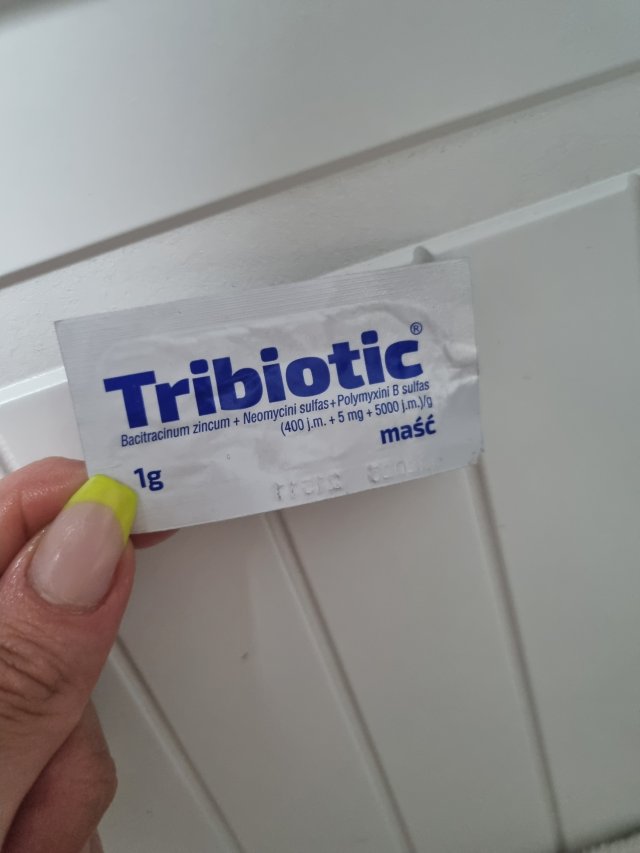 Tribiotic®
Bacitracinum zincum + Neomycini sulfas + Polymyxini B sulfas
(400 j.m. + 5 mg + 5000 j.m.)/g
maść
1g